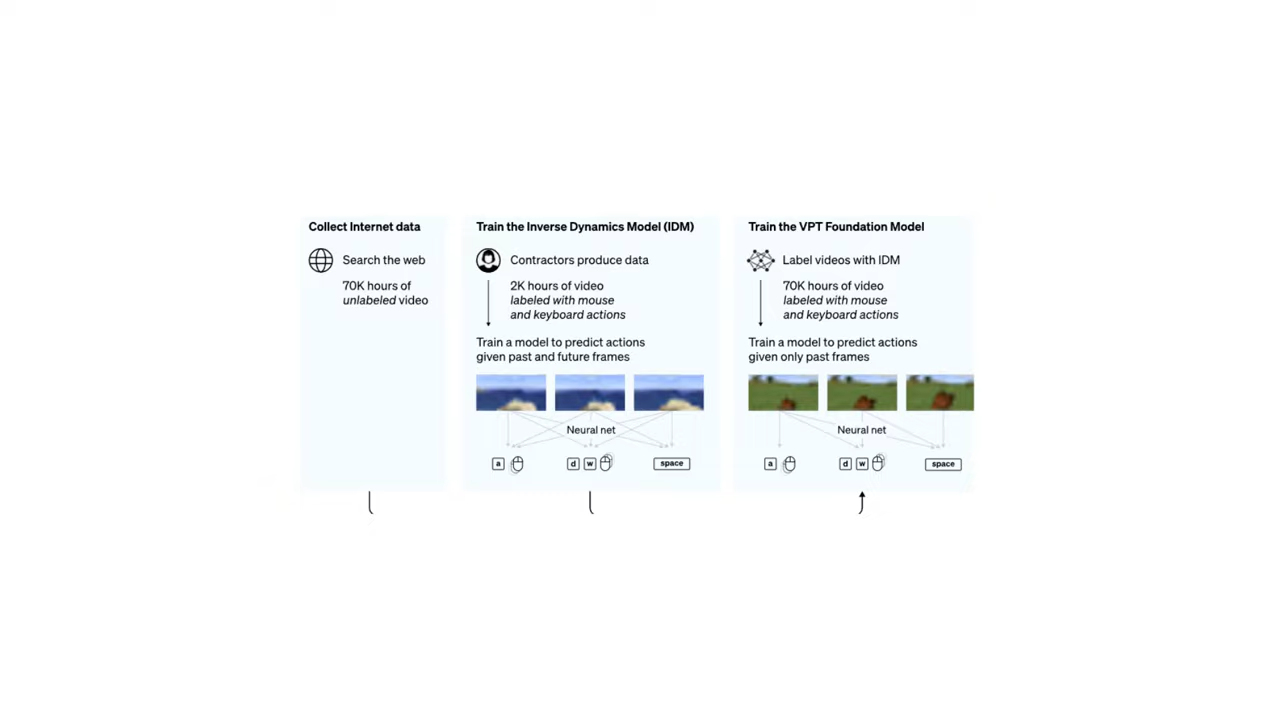 Collect Internet data
Search the web
70K hours of
unlabeled video
Train the Inverse Dynamics Model (IDM)
Contractors produce data
2K hours of video
labeled with mouse
and keyboard actions
Train a model to predict actions
given past and future frames
Neural net
a
d w
space
Train the VPT Foundation Model
Label videos with IDM
70K hours of video
labeled with mouse
and keyboard actions
Train a model to predict actions
given only past frames
Neural net
a
d w
space